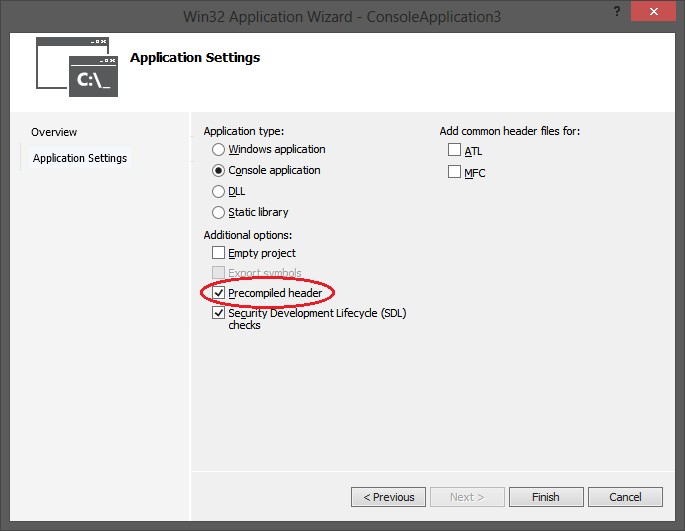 Win32 Application Wizard - ConsoleApplication3
?
x
C:\_
Application Settings
Overview
Application Settings
Application type:
Windows application
Console application
DLL
Static library
Add common header files for:
ATL
MFC
Additional options:
Empty project
Export symbols
Precompiled header
Security Development Lifecycle (SDL)
checks
< Previous
Next >
Finish
Cancel